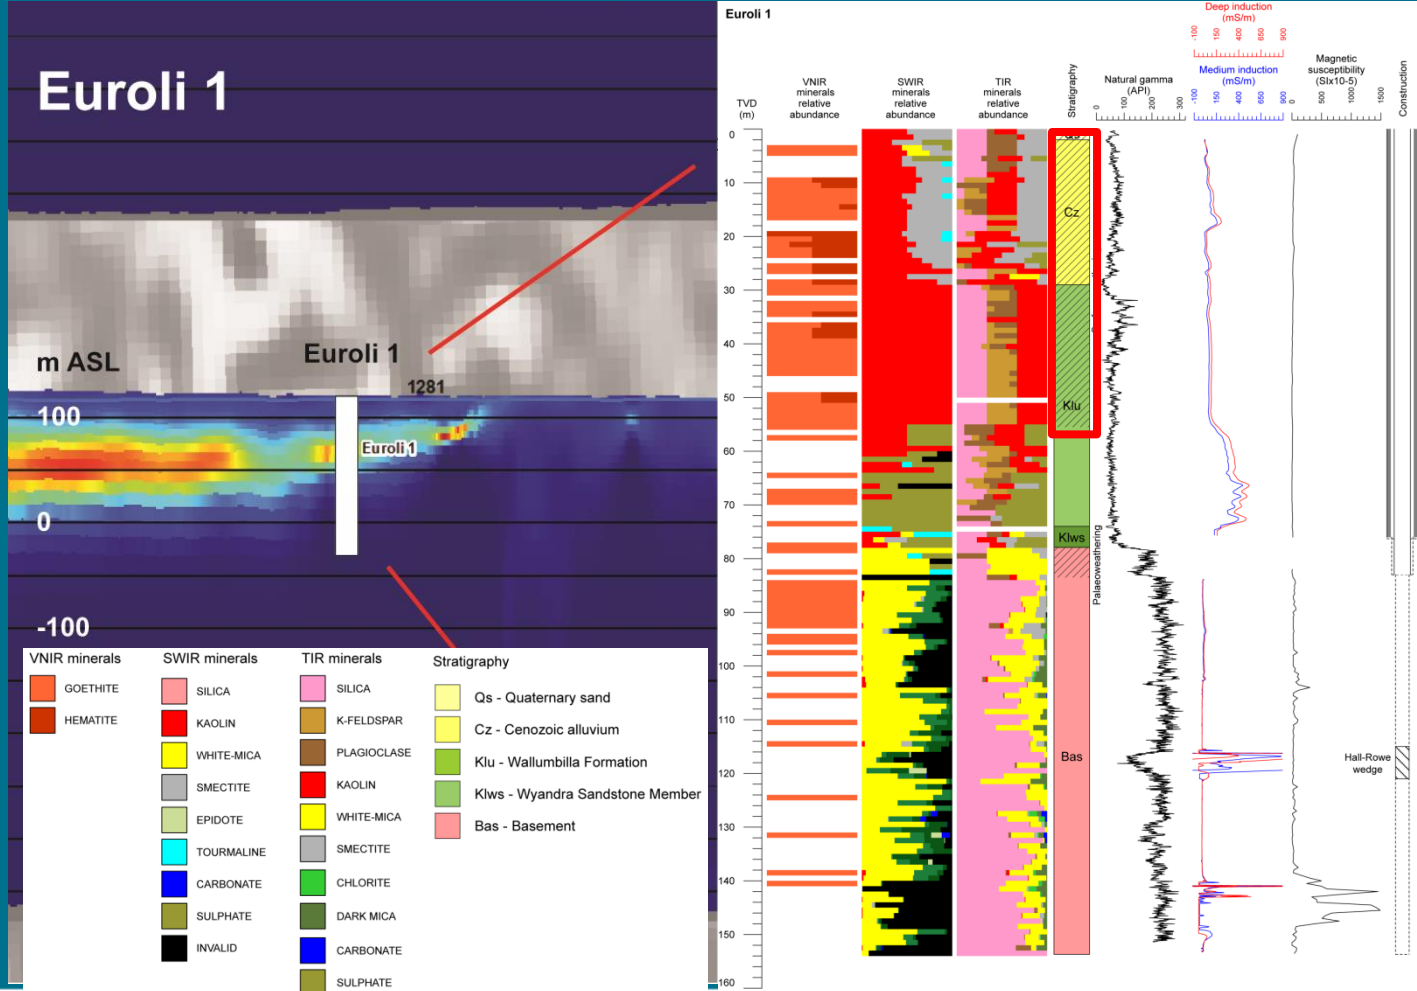 Euroli 1
m ASL
Euroli 1
1281
100
Euroli 1
0
-100
VNIR minerals
GOETHITE
HEMATITE
SWIR minerals
SILICA
KAOLIN
WHITE-MICA
SMECTITE
EPIDOTE
TOURMALINE
CARBONATE
SULPHATE
INVALID
TIR minerals
SILICA
K-FELDSPAR
PLAGIOCLASE
KAOLIN
WHITE-MICA
SMECTITE
CHLORITE
DARK MICA
CARBONATE
SULPHATE
Stratigraphy
Qs - Quaternary sand
Cz - Cenozoic alluvium
Klu - Wallumbilla Formation
Klws - Wyandra Sandstone Member
Bas - Basement
Euroli 1
TVD
(m)
VNIR
minerals
relative
abundance
SWIR
minerals
relative
abundance
TIR
minerals
relative
abundance
Stratigraphy
Natural gamma
(API)
0 100 200 300
Deep induction
(mS/m)
-100 150 400 650 900
Medium induction
(mS/m)
-100 150 400 650 900
Magnetic
susceptibility
(SIx10-5)
0 500 1000 1500
Construction
0
10
20
30
40
50
60
70
80
90
100
110
120
130
140
150
160
Qs
Cz
Klu
Klws
Bas
Palaeoweathering
Hall-Rowe
wedge